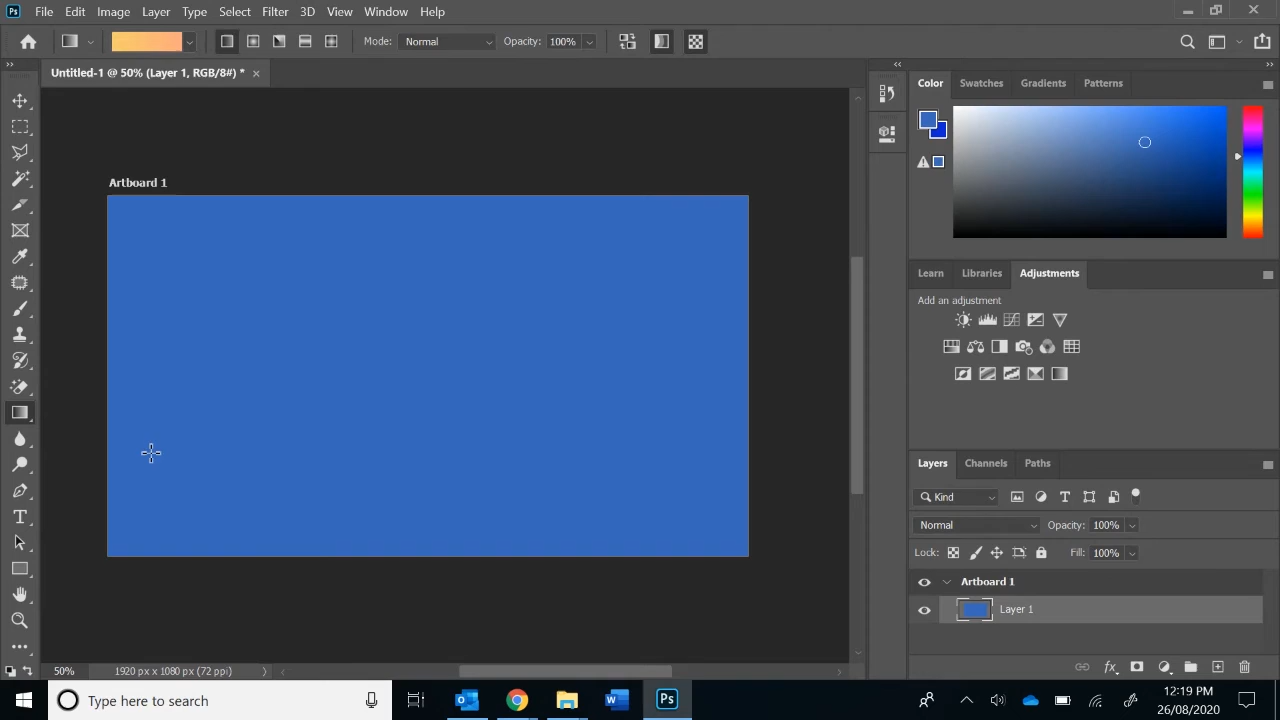 Ps File Edit Image Layer Type Select Filter 3D View Window Help
Mode: Normal Opacity: 100%
Untitled-1 @ 50% (Layer 1, RGB/8#) * ×
Artboard 1
Color Swatches Gradients Patterns
Learn Libraries Adjustments
Add an adjustment
Layers Channels Paths
Kind
Normal Opacity: 100%
Lock: Fill: 100%
Artboard 1
Layer 1
50% 1920 px x 1080 px (72 ppi)
Type here to search
Ps
12:19 PM
26/08/2020